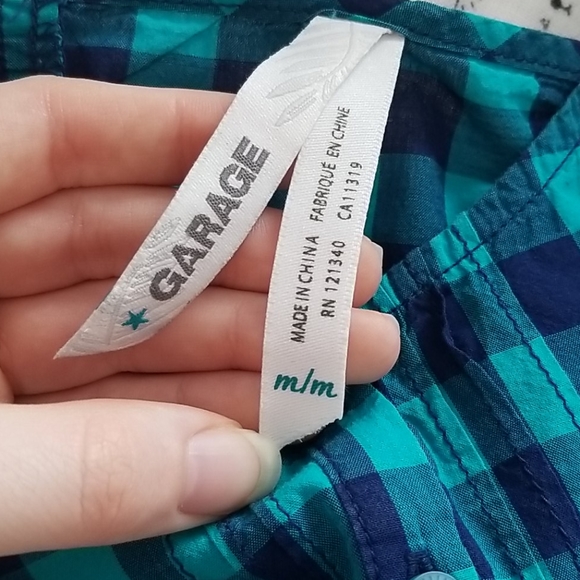 GARAGE
MADE IN CHINA FABRIQUÉ EN CHINE
RN 121340 CA11319
m/m